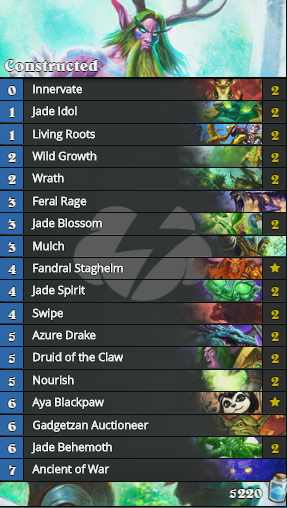 Constructed
0 Innervate 2
1 Jade Idol 2
1 Living Roots 2
2 Wild Growth 2
2 Wrath 2
3 Feral Rage
3 Jade Blossom 2
3 Mulch
4 Fandral Staghelm
4 Jade Spirit 2
4 Swipe 2
5 Azure Drake 2
5 Druid of the Claw 2
5 Nourish 2
6 Aya Blackpaw
6 Gadgetzan Auctioneer
6 Jade Behemoth 2
7 Ancient of War
5220